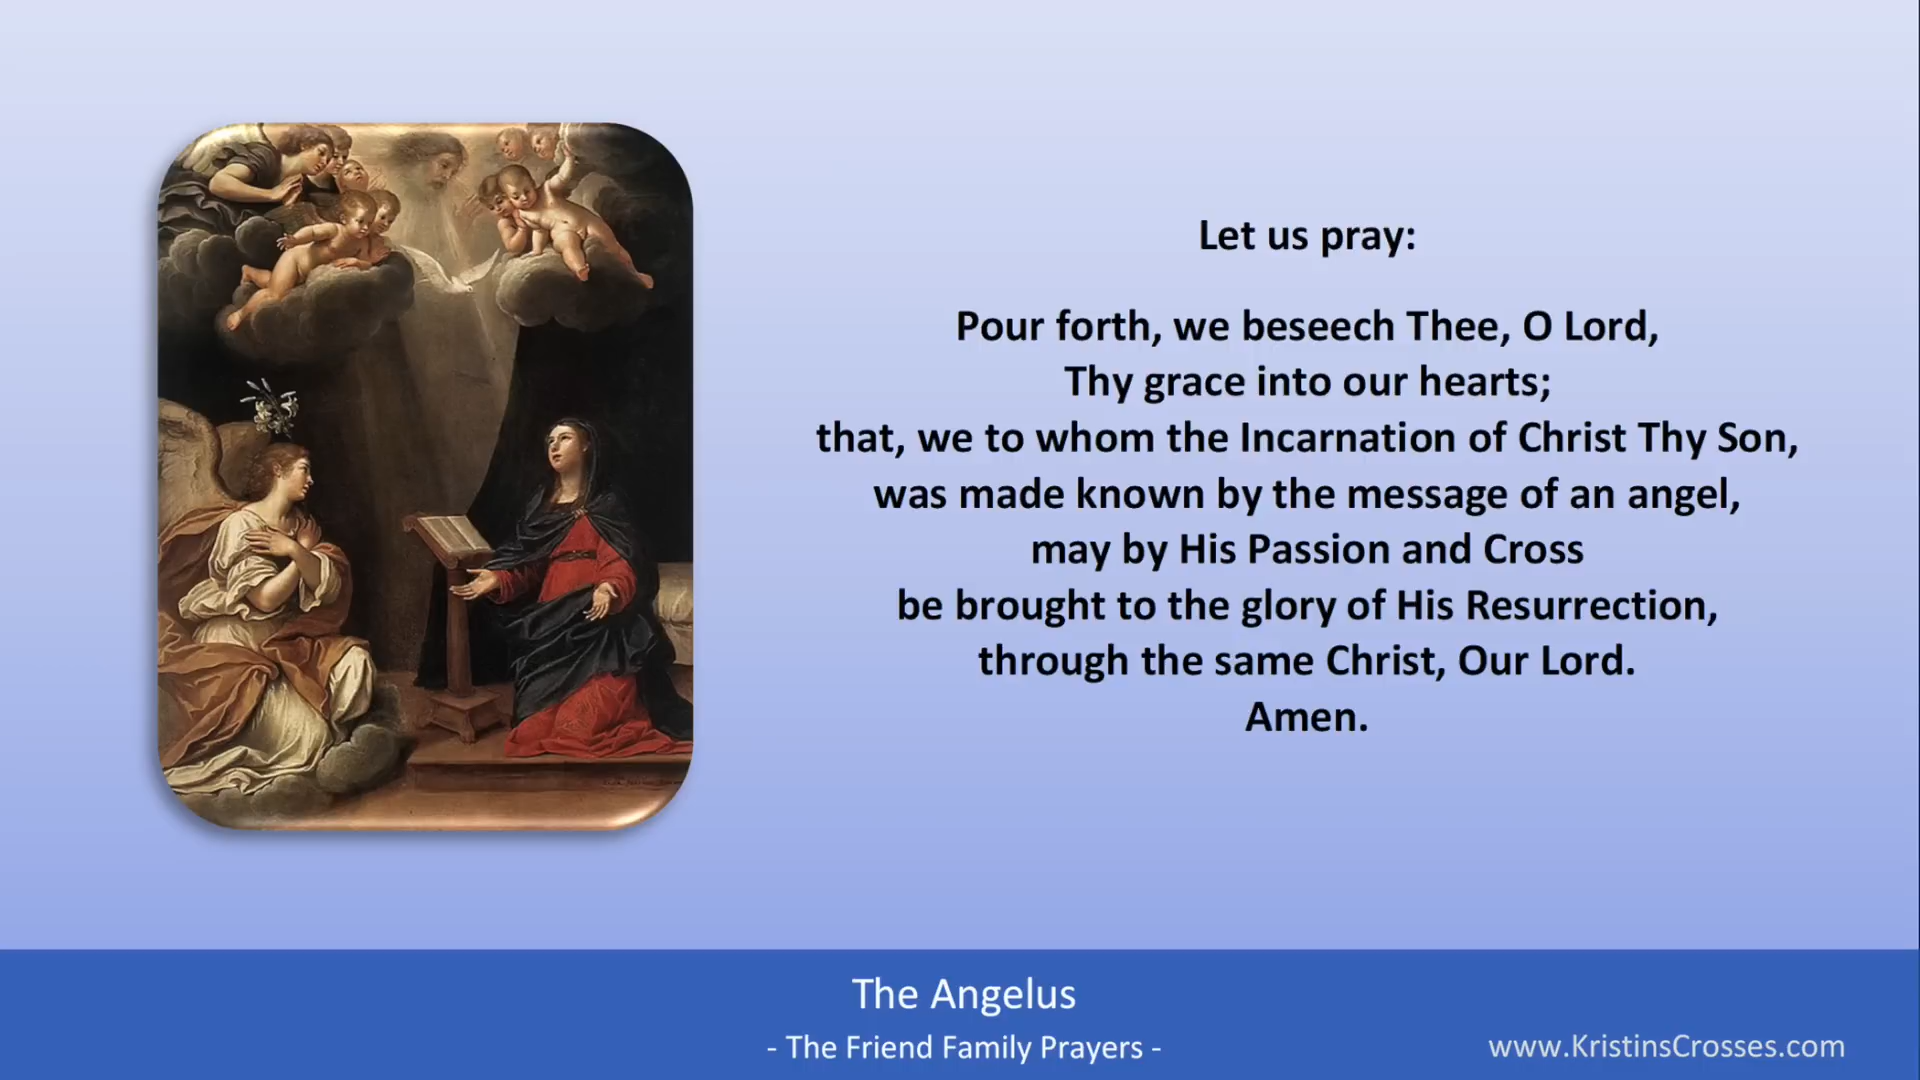 Let us pray:
Pour forth, we beseech Thee, O Lord,
Thy grace into our hearts;
that, we to whom the Incarnation of Christ Thy Son,
was made known by the message of an angel,
may by His Passion and Cross
be brought to the glory of His Resurrection,
through the same Christ, Our Lord.
Amen.
The Angelus
- The Friend Family Prayers -
www.KristinsCrosses.com